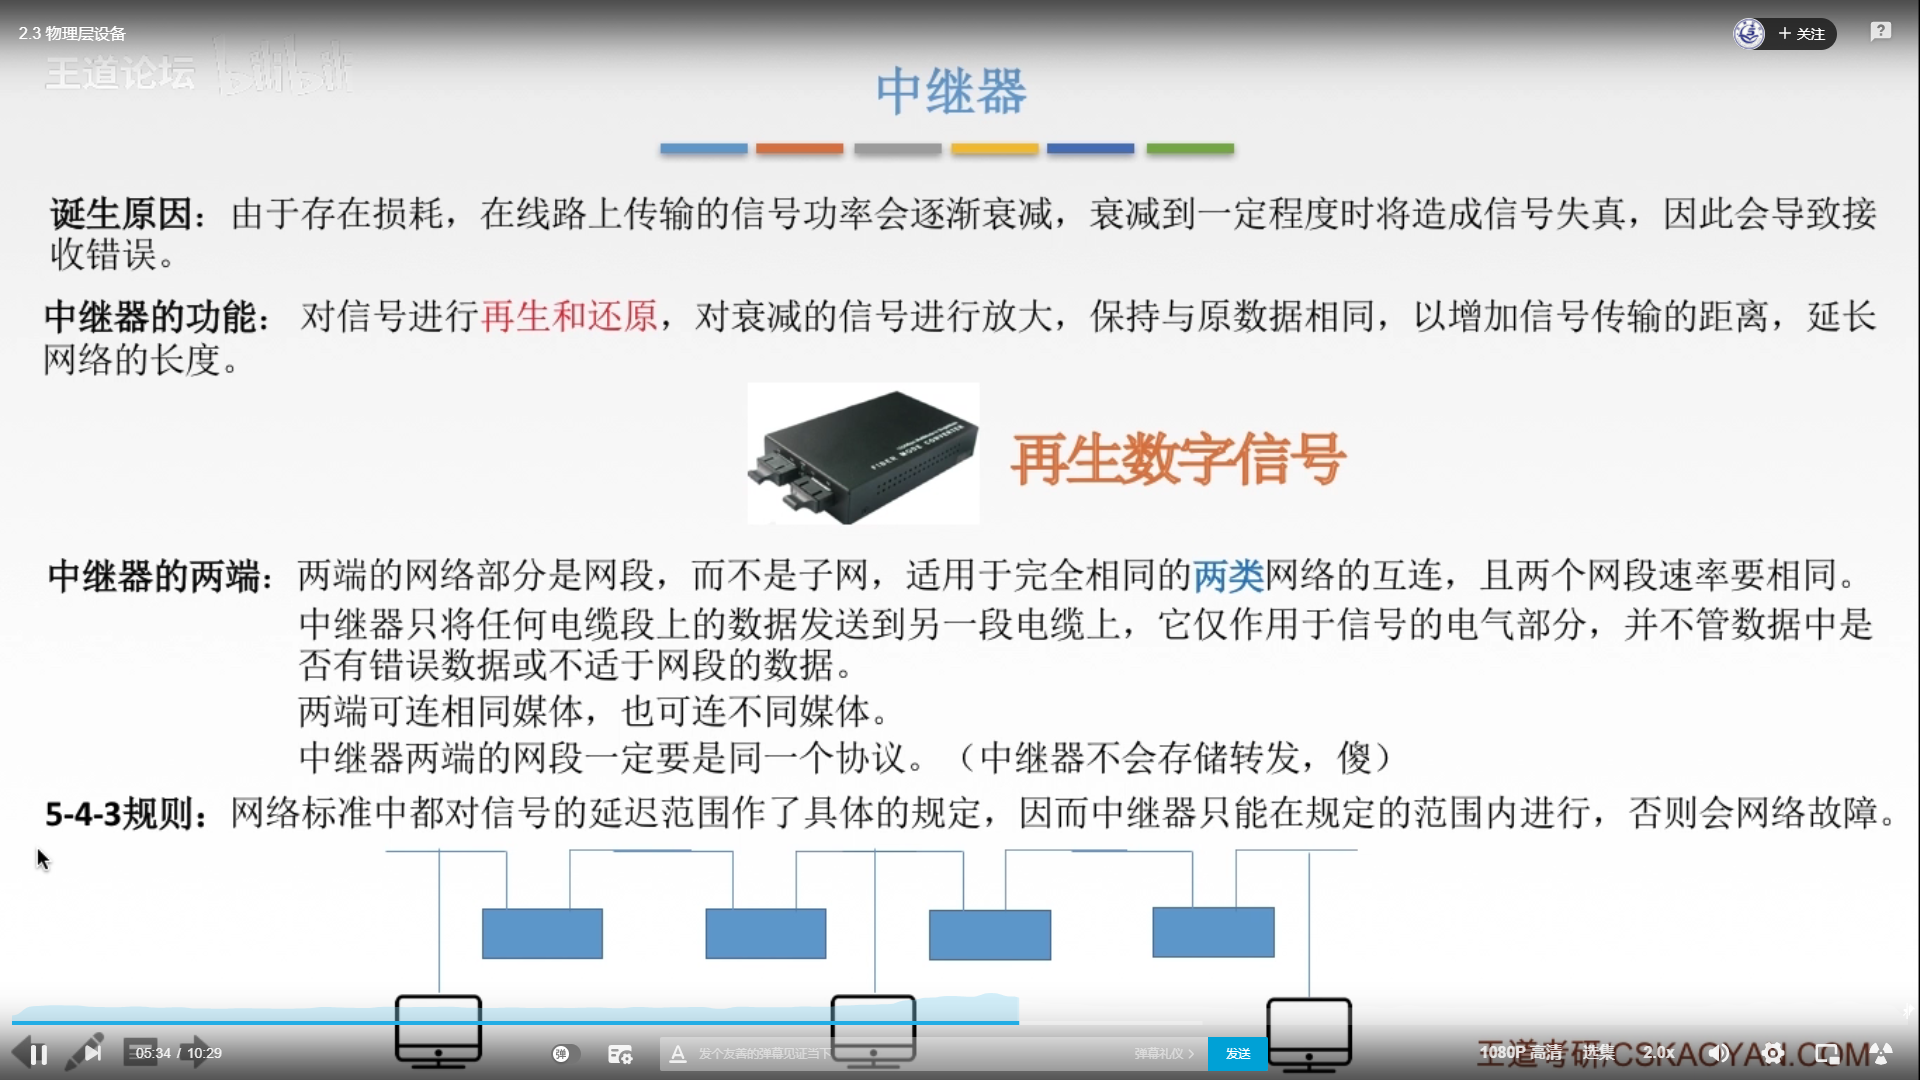 2.3 物理层设备
+ 关注
王道论坛 bilibili
中继器
诞生原因：由于存在损耗，在线路上传输的信号功率会逐渐衰减，衰减到一定程度时将造成信号失真，因此会导致接
收错误。
中继器的功能： 对信号进行再生和还原，对衰减的信号进行放大，保持与原数据相同，以增加信号传输的距离，延长
网络的长度。
FIBER MODE CONVERTER
再生数字信号
中继器的两端：两端的网络部分是网段，而不是子网，适用于完全相同的两类网络的互连，且两个网段速率要相同。
中继器只将任何电缆段上的数据发送到另一段电缆上，它仅作用于信号的电气部分，并不管数据中是
否有错误数据或不适于网段的数据。
两端可连相同媒体，也可连不同媒体。
中继器两端的网段一定要是同一个协议。（中继器不会存储转发，傻）
5-4-3规则：网络标准中都对信号的延迟范围作了具体的规定，因而中继器只能在规定的范围内进行，否则会网络故障。
05:34 / 10:29
弹
发个友善的弹幕见证当下
弹幕礼仪 >
发送
1080P 高清
选集
2.0x
王道考研/CSKAOYAN.COM